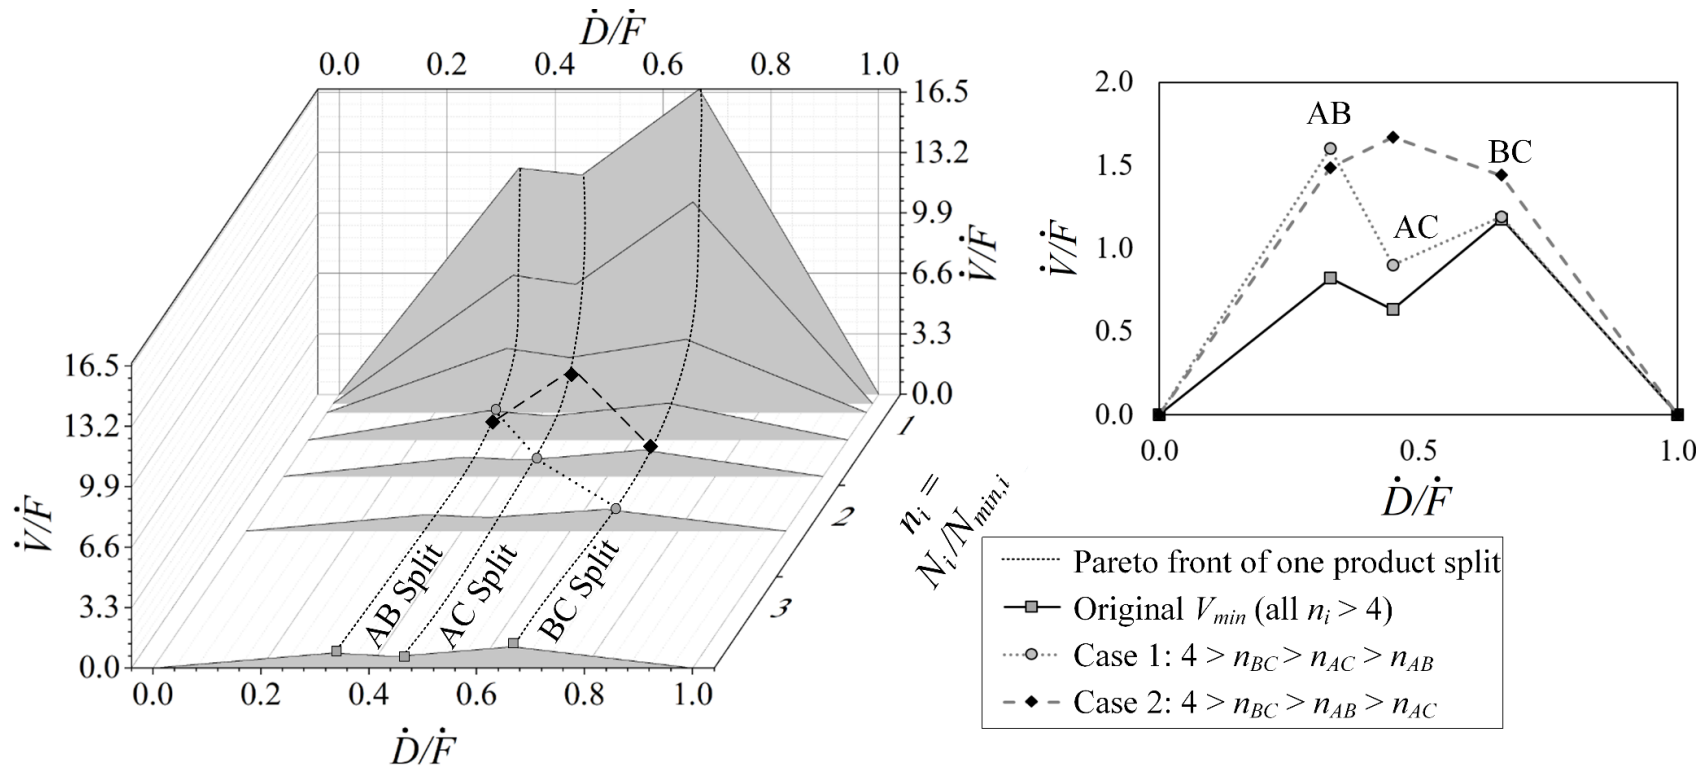 Ḋ/Ḟ
0.0 0.2 0.4 0.6 0.8 1.0
16.5
13.2
9.9
6.6
3.3
0.0
V̇/Ḟ
16.5
13.2
9.9
6.6
3.3
0.0
V̇/Ḟ
0.0 0.2 0.4 0.6 0.8 1.0
Ḋ/Ḟ
1
2
3
n_i =
N_i/N_min,i
AB Split
AC Split
BC Split
2.0
1.5
1.0
0.5
0.0
V̇/Ḟ
AB
AC
BC
0.0 0.5 1.0
Ḋ/Ḟ
Pareto front of one product split
Original V_min (all n_i > 4)
Case 1: 4 > n_BC > n_AC > n_AB
Case 2: 4 > n_BC > n_AB > n_AC